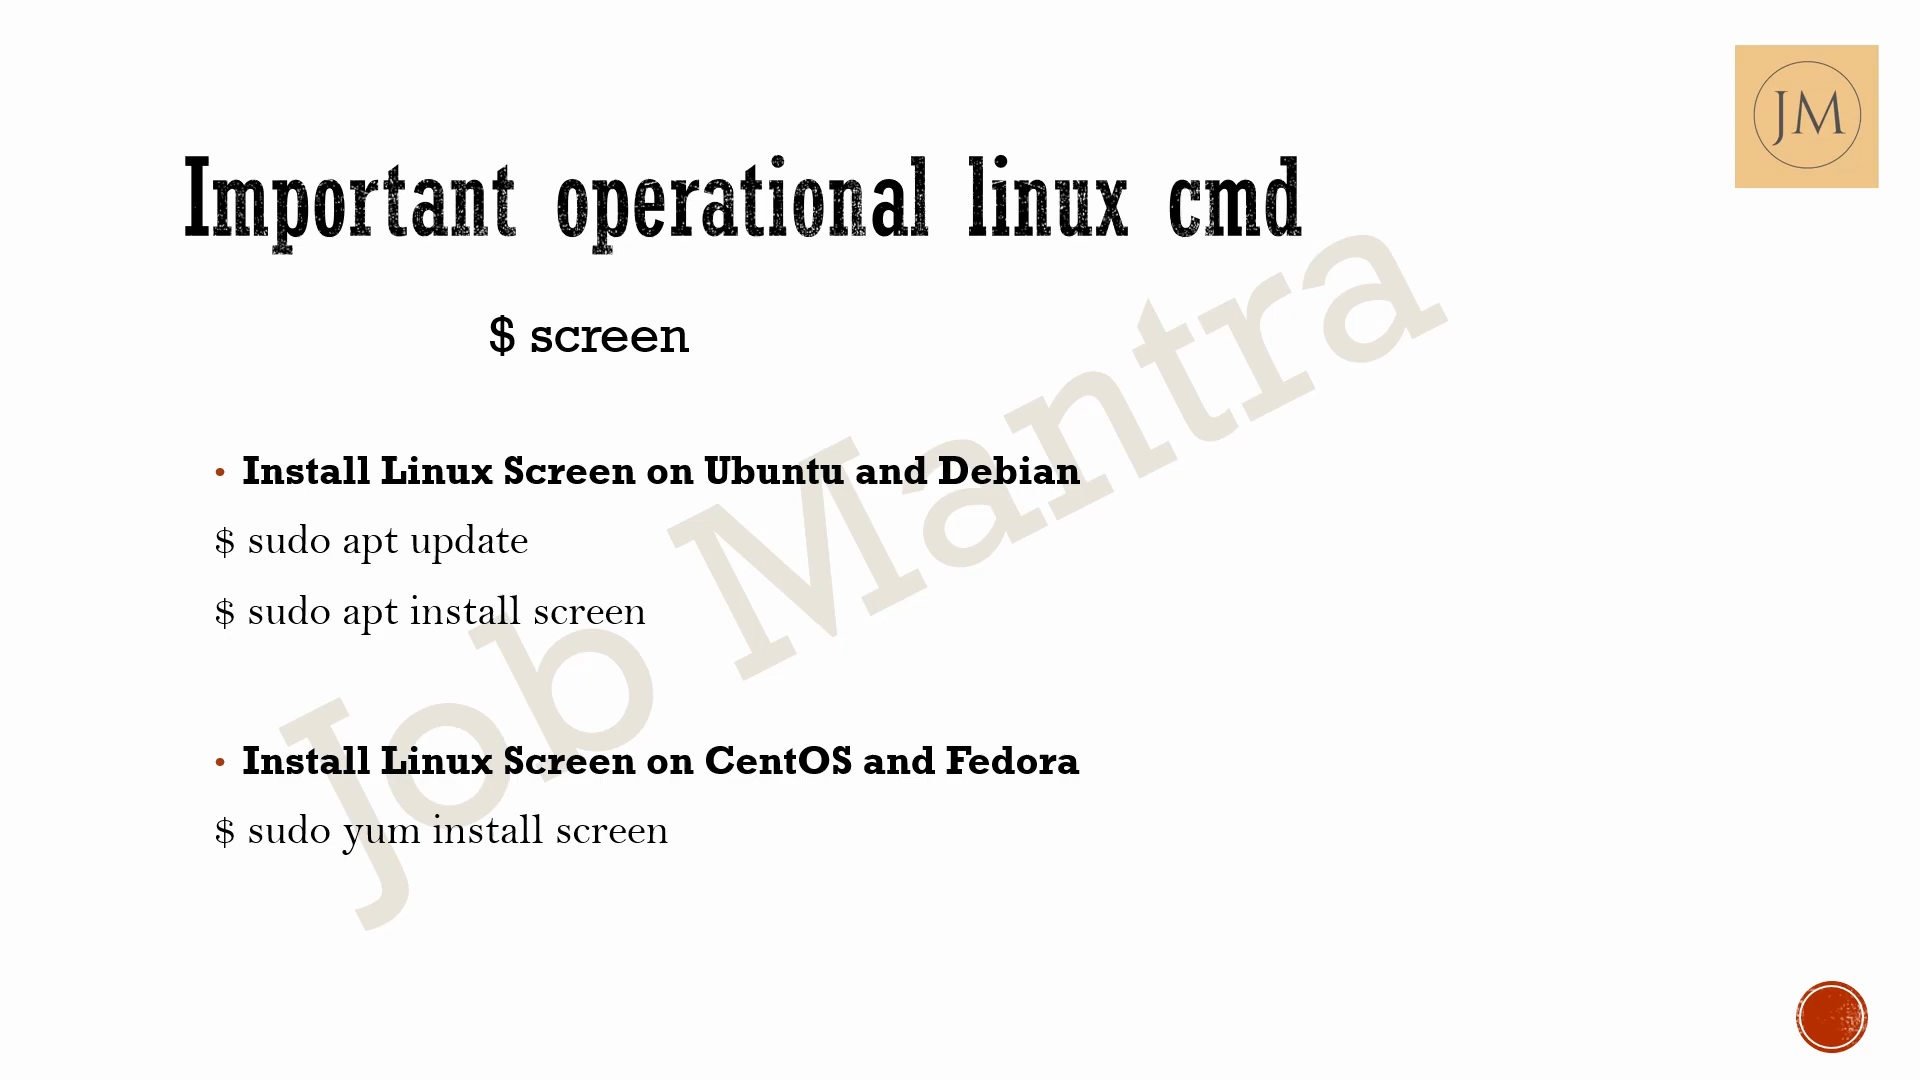 JM
Important operational linux cmd
$ screen
• Install Linux Screen on Ubuntu and Debian
$ sudo apt update
$ sudo apt install screen
• Install Linux Screen on CentOS and Fedora
$ sudo yum install screen
Job Mantra